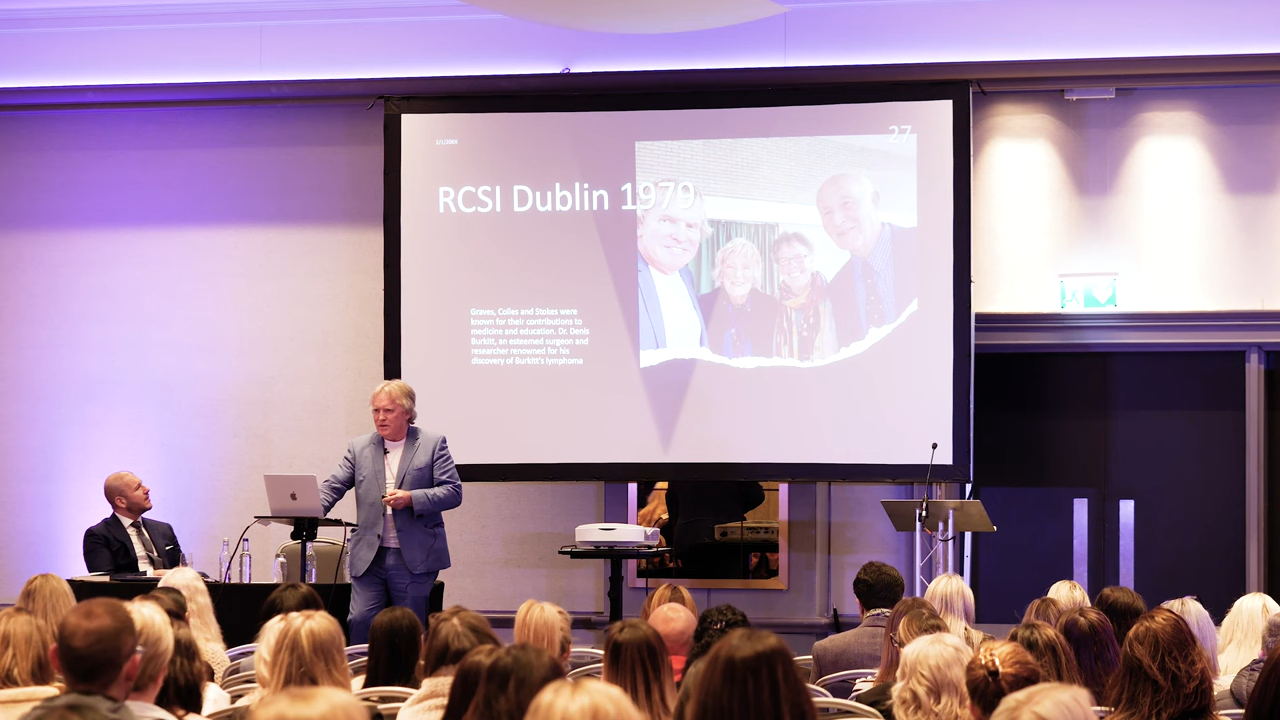 27
RCSI Dublin 1979
Graves, Colles and Stokes were
known for their contributions to
medicine and education. Dr. Denis
Burkitt, an esteemed surgeon and
researcher renowned for his
discovery of Burkitt's lymphoma